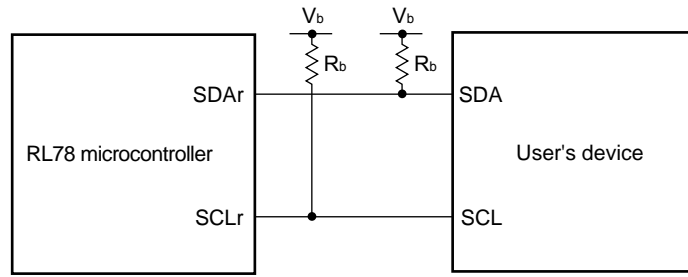 Vb Vb
Rb Rb
SDAr SDA
RL78 microcontroller User's device
SCLr SCL